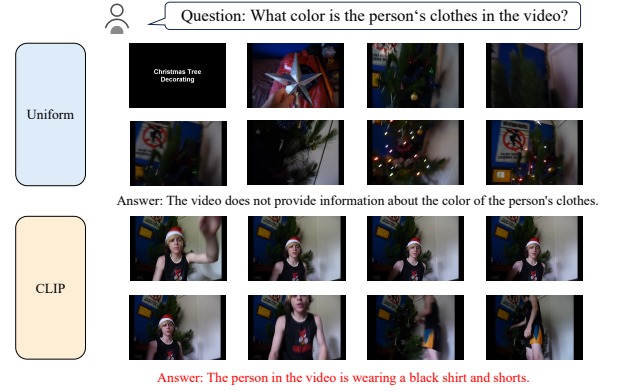 Question: What color is the person‘s clothes in the video?
Uniform
Christmas Tree
Decorating
Answer: The video does not provide information about the color of the person's clothes.
CLIP
Answer: The person in the video is wearing a black shirt and shorts.